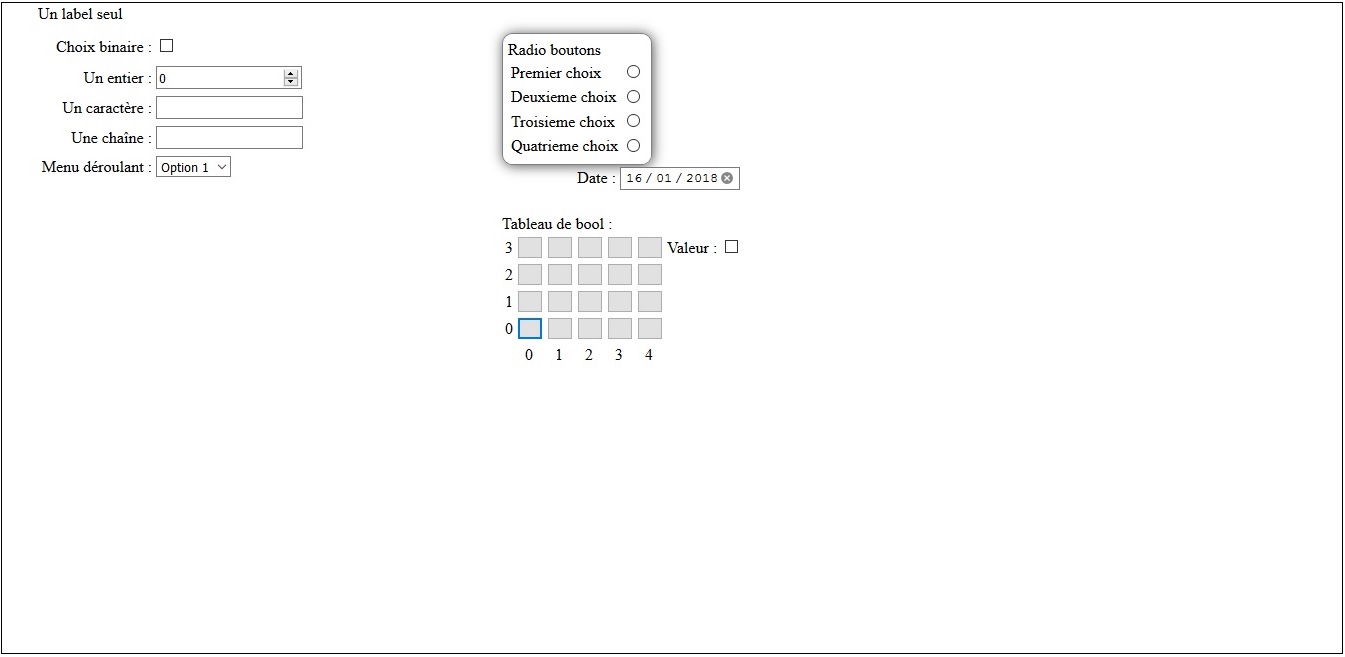 Un label seul
Choix binaire :
Un entier : 0
Un caractère :
Une chaîne :
Menu déroulant : Option 1
Radio boutons
Premier choix
Deuxieme choix
Troisieme choix
Quatrieme choix
Date : 16 / 01 / 2018
Tableau de bool :
3 Valeur :
2
1
0
0 1 2 3 4